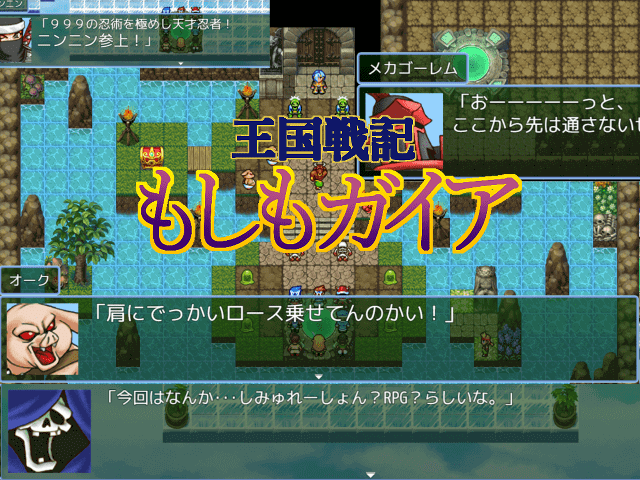 ニンニン
「９９９の忍術を極めし天才忍者！
ニンニン参上！」
メカゴーレム
「おーーーーーっと、
ここから先は通さないぜ
王国戦記
もしもガイア
オーク
「肩にでっかいロース乗せてんのかい！」
「今回はなんか･･･しみゅれーしょん？RPG？らしいな。」